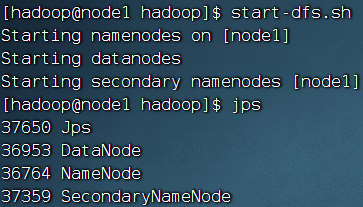 [hadoop@node1 hadoop]$ start-dfs.sh
Starting namenodes on [node1]
Starting datanodes
Starting secondary namenodes [node1]
[hadoop@node1 hadoop]$ jps
37650 Jps
36953 DataNode
36764 NameNode
37359 SecondaryNameNode